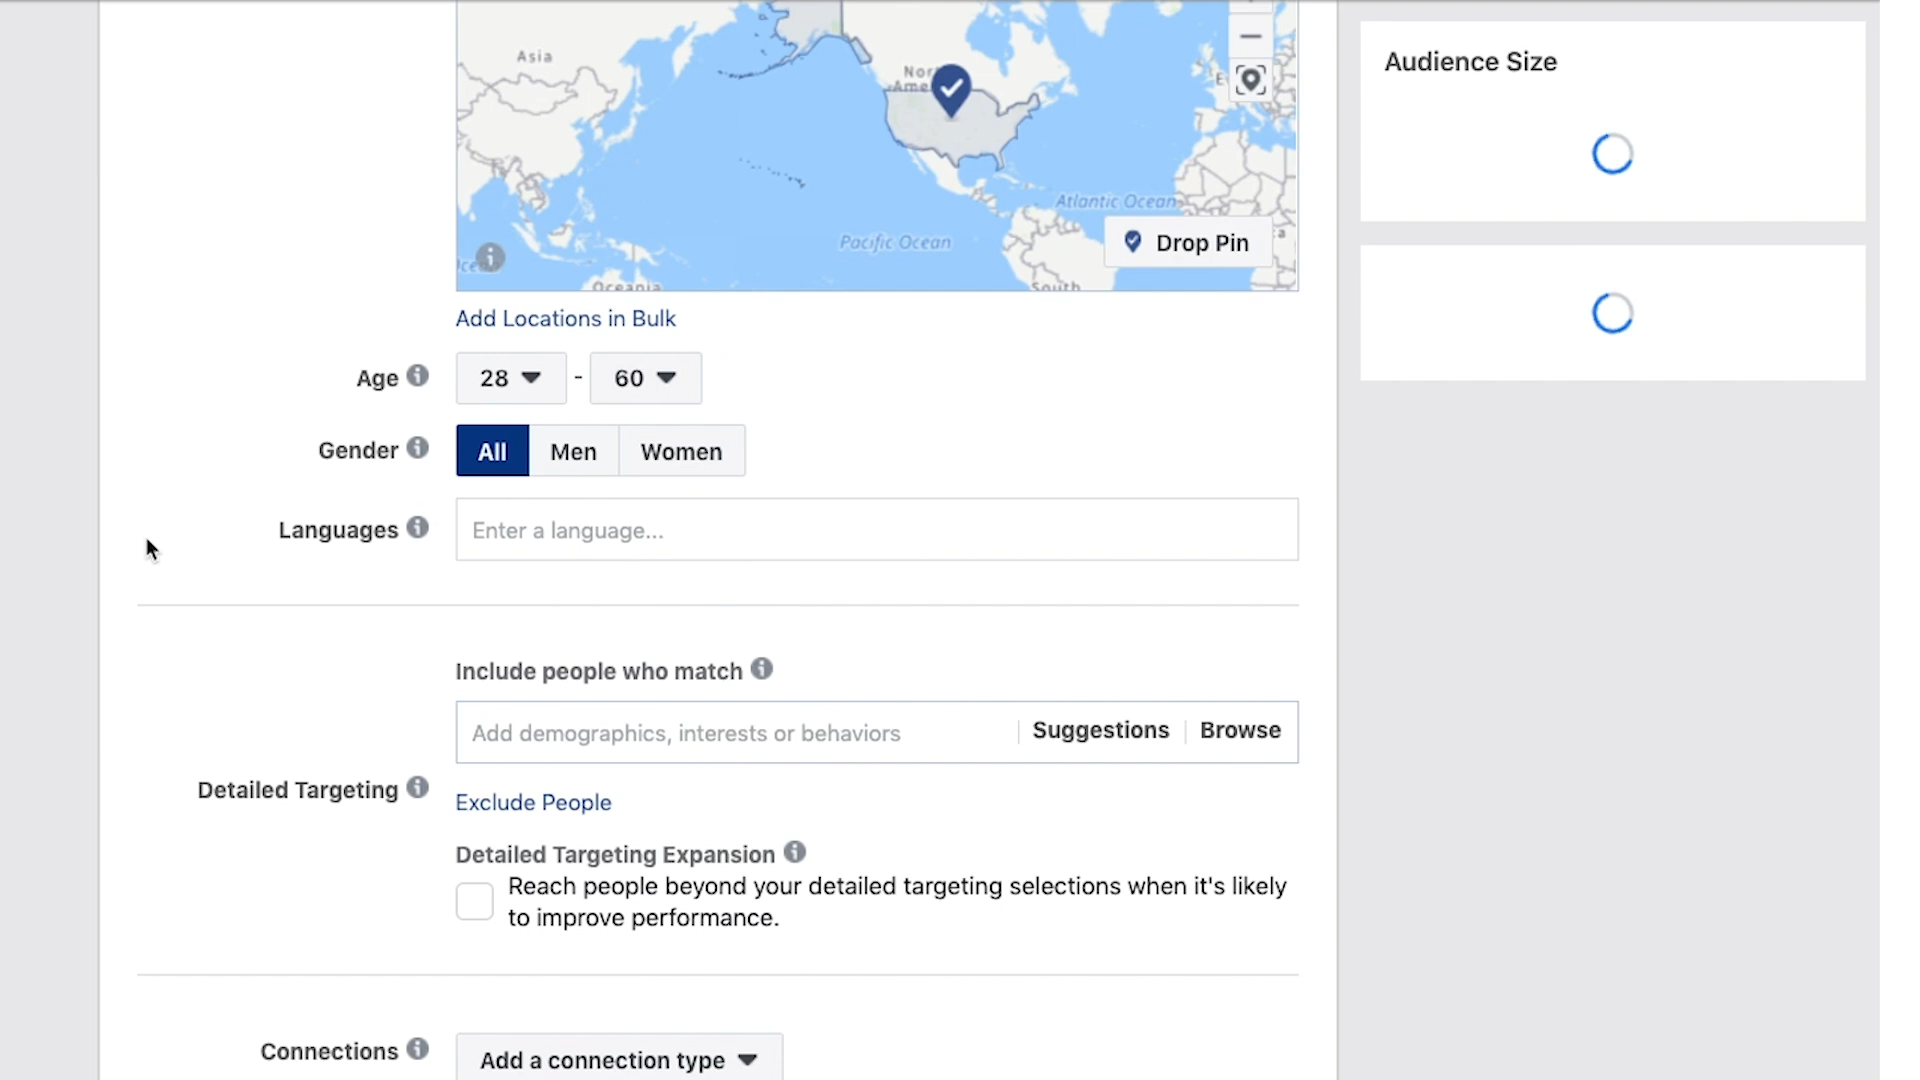 Asia
Audience Size
Atlantic Ocean
Pacific Ocean
Drop Pin
Oceania
South
Add Locations in Bulk
Age
28 - 60
Gender
All Men Women
Languages
Enter a language...
Include people who match
Add demographics, interests or behaviors
Suggestions Browse
Detailed Targeting
Exclude People
Detailed Targeting Expansion
Reach people beyond your detailed targeting selections when it's likely
to improve performance.
Connections
Add a connection type